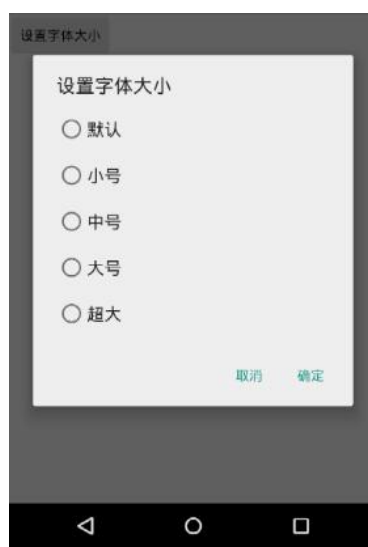 设置字体大小
设置字体大小
默认
小号
中号
大号
超大
取消 确定